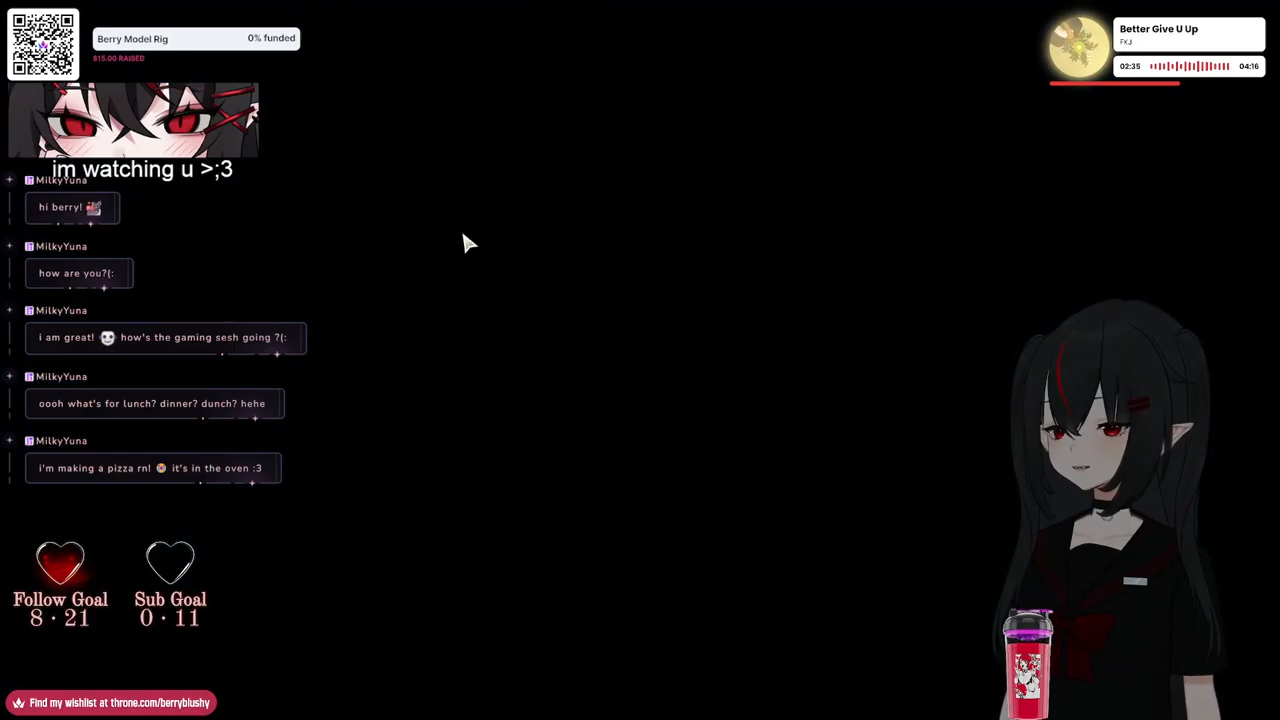 Berry Model Rig
0% funded
$15.00 RAISED
im watching u >;3
MilkyYuna
hi berry!
MilkyYuna
how are you?(:
MilkyYuna
i am great! how's the gaming sesh going ?(:
MilkyYuna
oooh what's for lunch? dinner? dunch? hehe
MilkyYuna
i'm making a pizza rn! it's in the oven :3
Follow Goal
8 · 21
Sub Goal
0 · 11
Find my wishlist at throne.com/berryblushy
Better Give U Up
FKJ
02:35
04:16